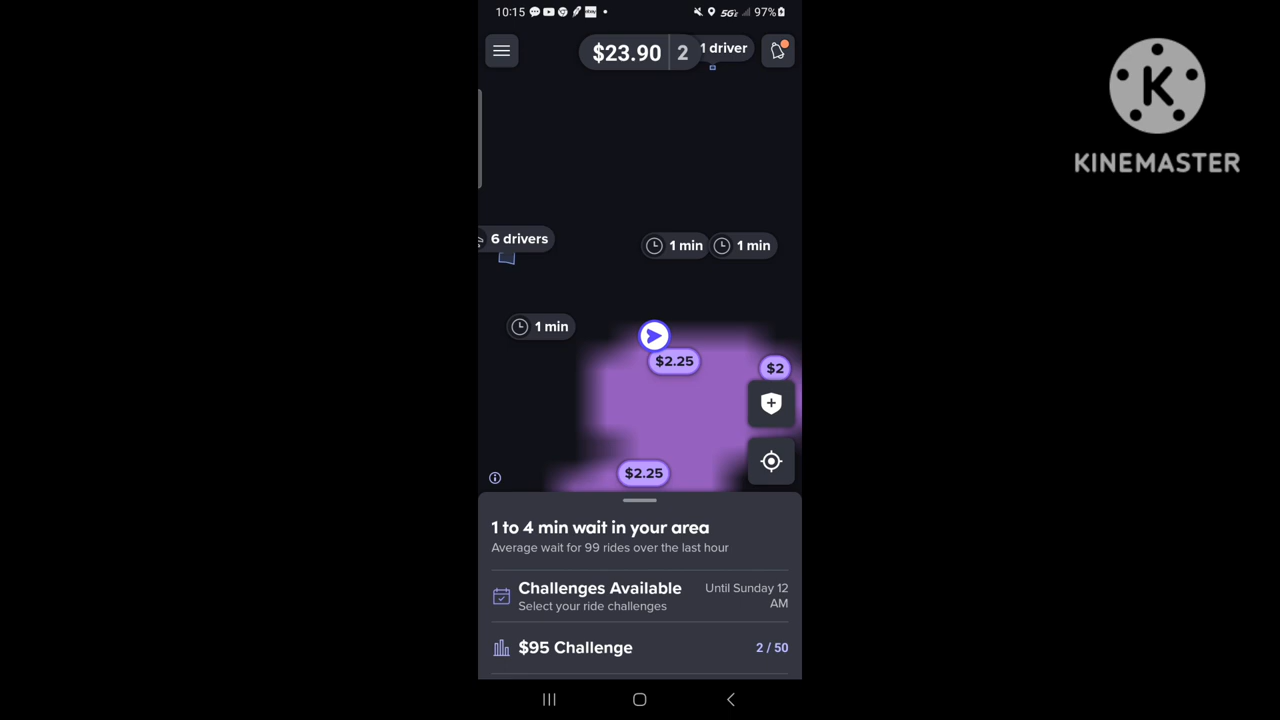 10:15
ebay
5G
97%
$23.90 2
1 driver
K
KINEMASTER
6 drivers
1 min
1 min
1 min
$2.25
$2
$2.25
1 to 4 min wait in your area
Average wait for 99 rides over the last hour
Challenges Available
Select your ride challenges
Until Sunday 12
AM
$95 Challenge
2 / 50